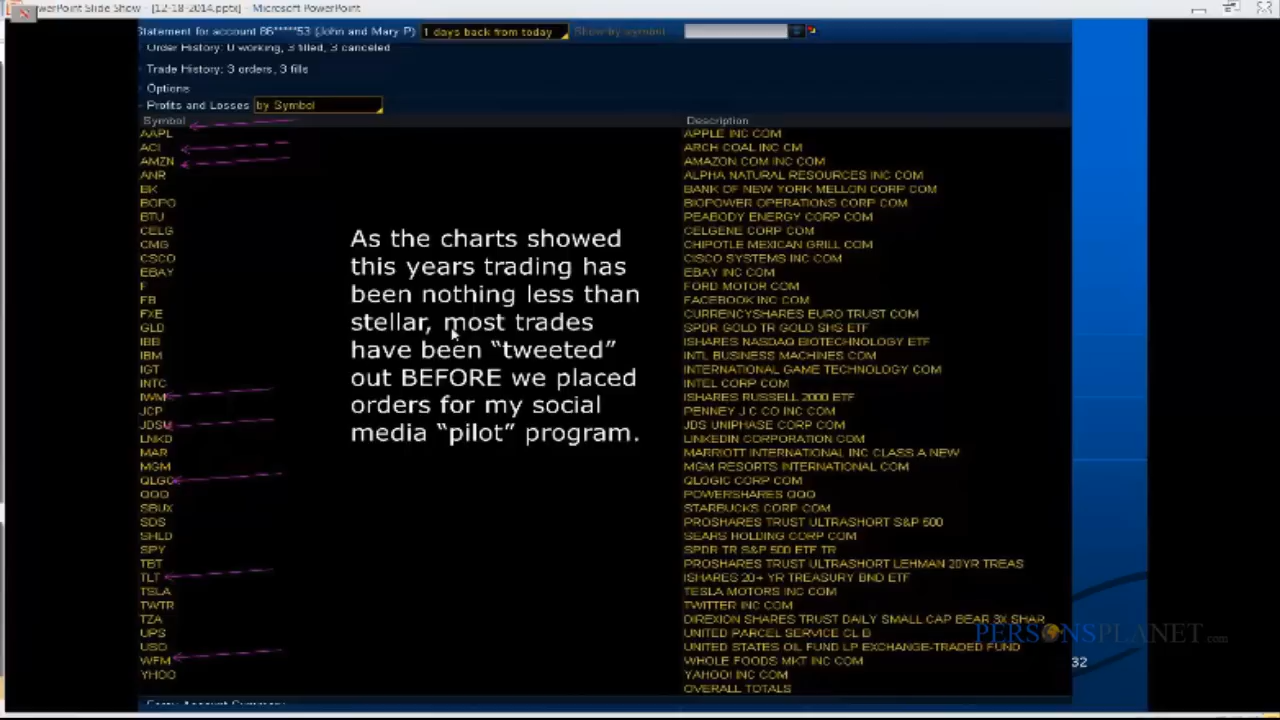 werPoint Slide Show - [12-18-2014.pptx] - Microsoft PowerPoint
Statement for account 86*****53 (John and Mary P) 1 days back from today Show by symbol
Order History: 0 working, 3 filled, 3 canceled
Trade History: 3 orders, 3 fills
Options
Profits and Losses by Symbol
Symbol Description
AAPL APPLE INC COM
ACI ARCH COAL INC CM
AMZN AMAZON COM INC COM
ANR ALPHA NATURAL RESOURCES INC COM
BK BANK OF NEW YORK MELLON CORP COM
BOPO BIOPOWER OPERATIONS CORP COM
BTU PEABODY ENERGY CORP COM
CELG CELGENE CORP COM
CMG CHIPOTLE MEXICAN GRILL COM
CSCO CISCO SYSTEMS INC COM
EBAY EBAY INC COM
F FORD MOTOR COM
FB FACEBOOK INC COM
FXE CURRENCYSHARES EURO TRUST COM
GLD SPDR GOLD TR GOLD SHS ETF
IBB ISHARES NASDAQ BIOTECHNOLOGY ETF
IBM INTL BUSINESS MACHINES COM
IGT INTERNATIONAL GAME TECHNOLOGY COM
INTC INTEL CORP COM
IWM ISHARES RUSSELL 2000 ETF
JCP PENNEY J C CO INC COM
JDSU JDS UNIPHASE CORP COM
LNKD LINKEDIN CORPORATION COM
MAR MARRIOTT INTERNATIONAL INC CLASS A NEW
MGM MGM RESORTS INTERNATIONAL COM
QLGC QLOGIC CORP COM
QQQ POWERSHARES QQQ
SBUX STARBUCKS CORP COM
SDS PROSHARES TRUST ULTRASHORT S&P 500
SHLD SEARS HOLDING CORP COM
SPY SPDR TR S&P 500 ETF TR
TBT PROSHARES TRUST ULTRASHORT LEHMAN 20YR TREAS
TLT ISHARES 20+ YR TREASURY BND ETF
TSLA TESLA MOTORS INC COM
TWTR TWITTER INC COM
TZA DIREXION SHARES TRUST DAILY SMALL CAP BEAR 3X SHAR
UPS UNITED PARCEL SERVICE CL B
USO UNITED STATES OIL FUND LP EXCHANGE-TRADED FUND
WFM WHOLE FOODS MKT INC COM
YHOO YAHOO! INC COM
OVERALL TOTALS
As the charts showed
this years trading has
been nothing less than
stellar, most trades
have been “tweeted”
out BEFORE we placed
orders for my social
media “pilot” program.
PERSONSPLANET.com
32